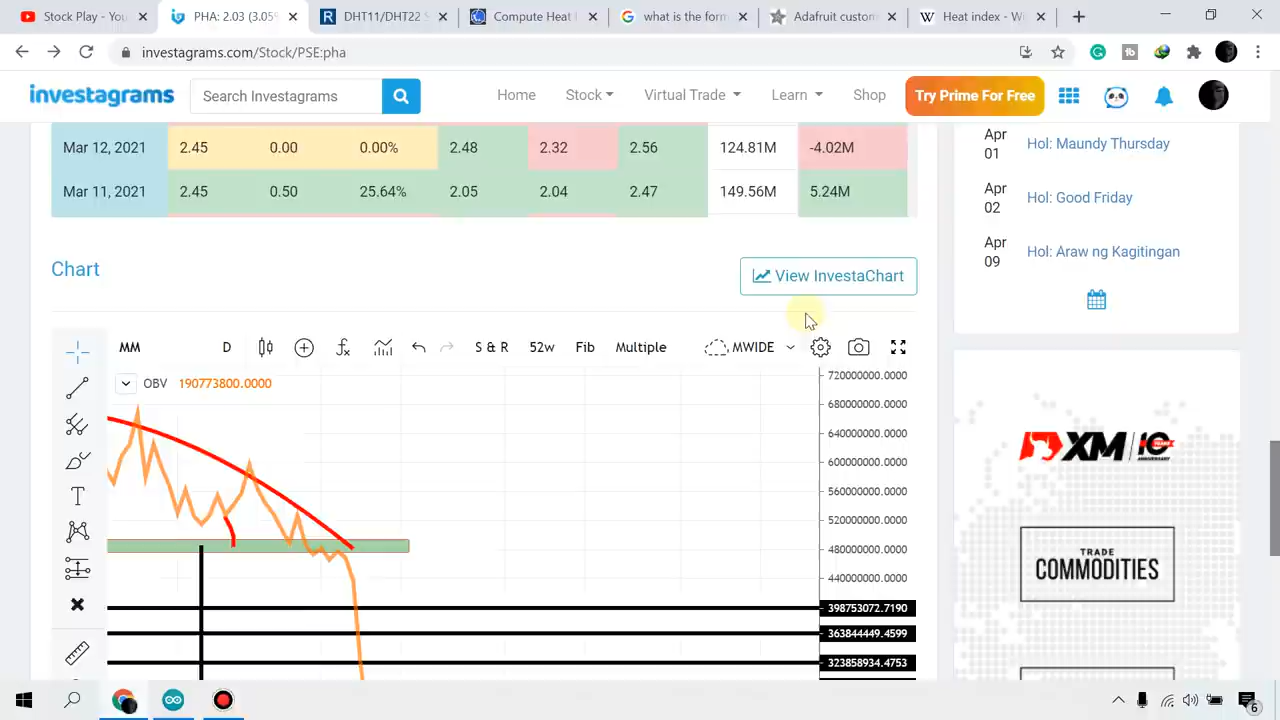 Stock Play - You
PHA: 2.03 (3.05
DHT11/DHT22 S
Compute Heat I
what is the form
Adafruit custom
Heat index - W
investagrams.com/Stock/PSE:pha
investagrams
Search Investagrams
Home
Stock
Virtual Trade
Learn
Shop
Try Prime For Free
Mar 12, 2021 2.45 0.00 0.00% 2.48 2.32 2.56 124.81M -4.02M
Mar 11, 2021 2.45 0.50 25.64% 2.05 2.04 2.47 149.56M 5.24M
Apr 01 Hol: Maundy Thursday
Apr 02 Hol: Good Friday
Apr 09 Hol: Araw ng Kagitingan
Chart
View InvestaChart
MM D S & R 52w Fib Multiple MWIDE
OBV 190773800.0000
720000000.0000
680000000.0000
640000000.0000
600000000.0000
560000000.0000
520000000.0000
480000000.0000
440000000.0000
398753072.7190
363844449.4599
323858934.4753
XM 10
TRADE
COMMODITIES
6